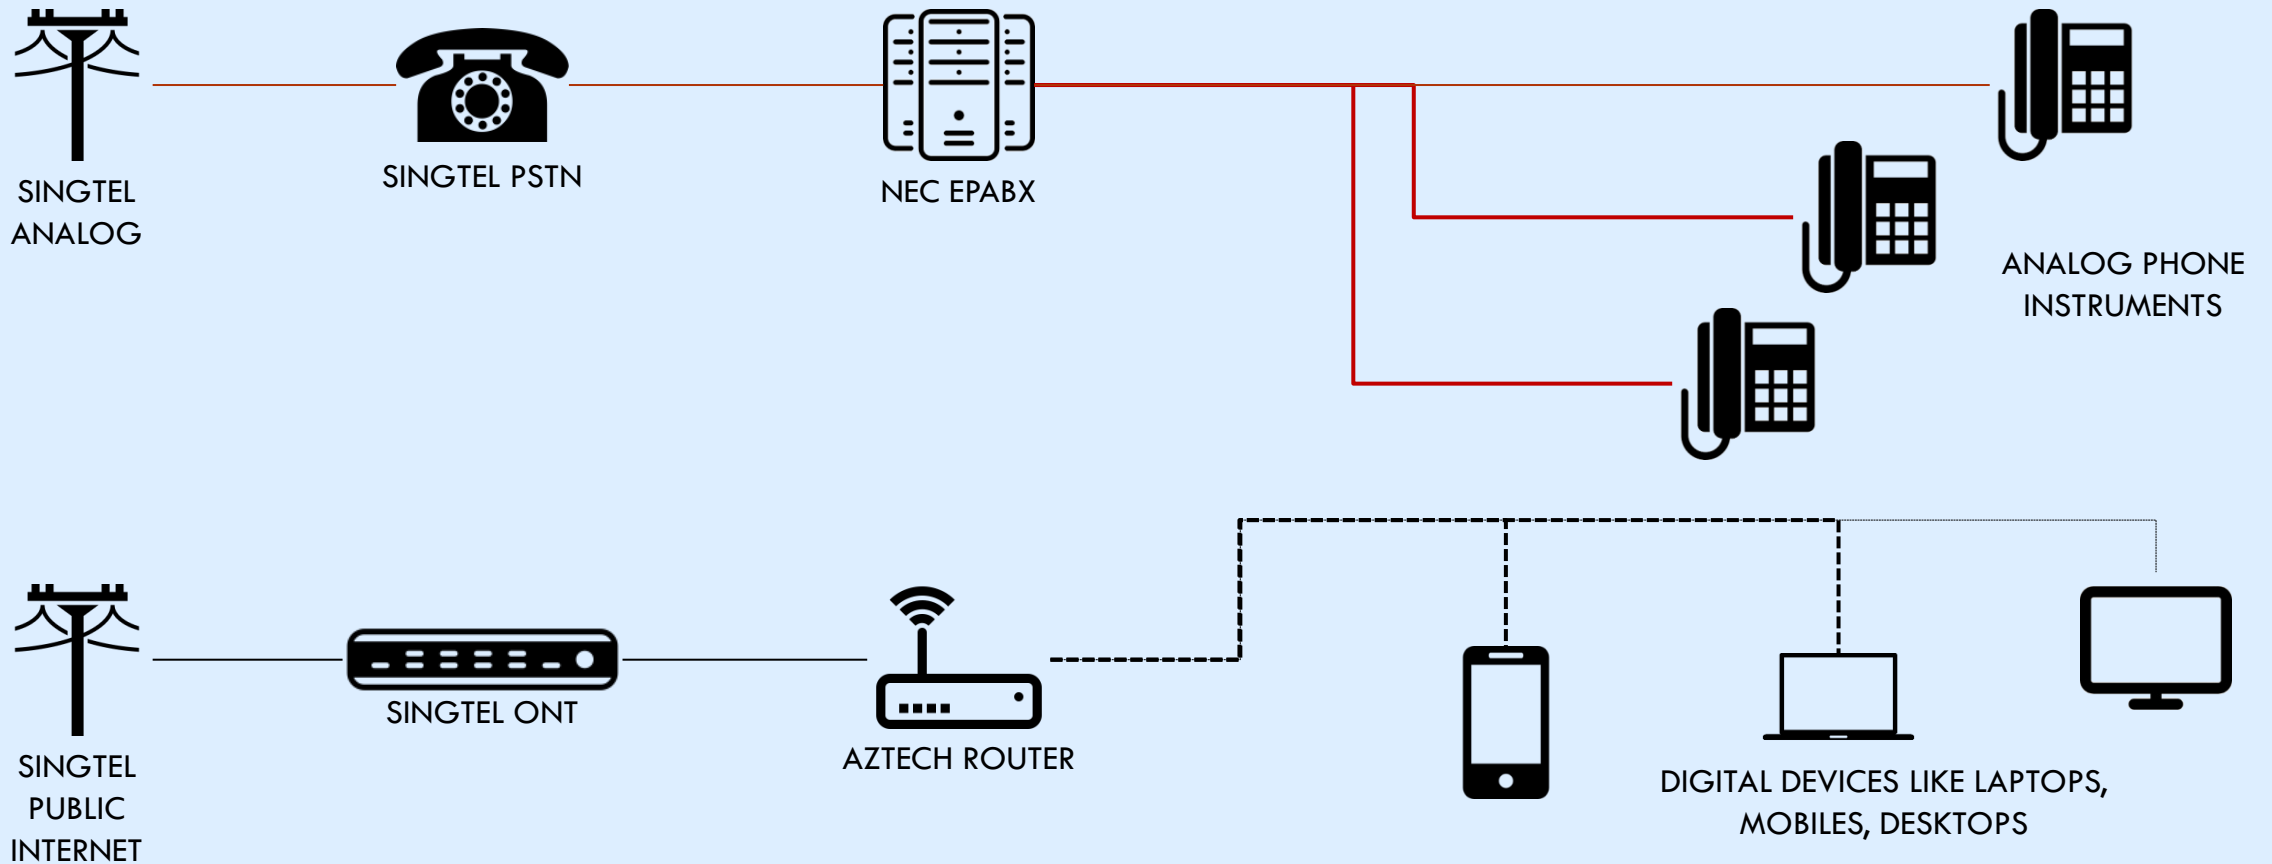 SINGTEL
ANALOG
SINGTEL PSTN
NEC EPABX
ANALOG PHONE
INSTRUMENTS
SINGTEL
PUBLIC
INTERNET
SINGTEL ONT
AZTECH ROUTER
DIGITAL DEVICES LIKE LAPTOPS,
MOBILES, DESKTOPS